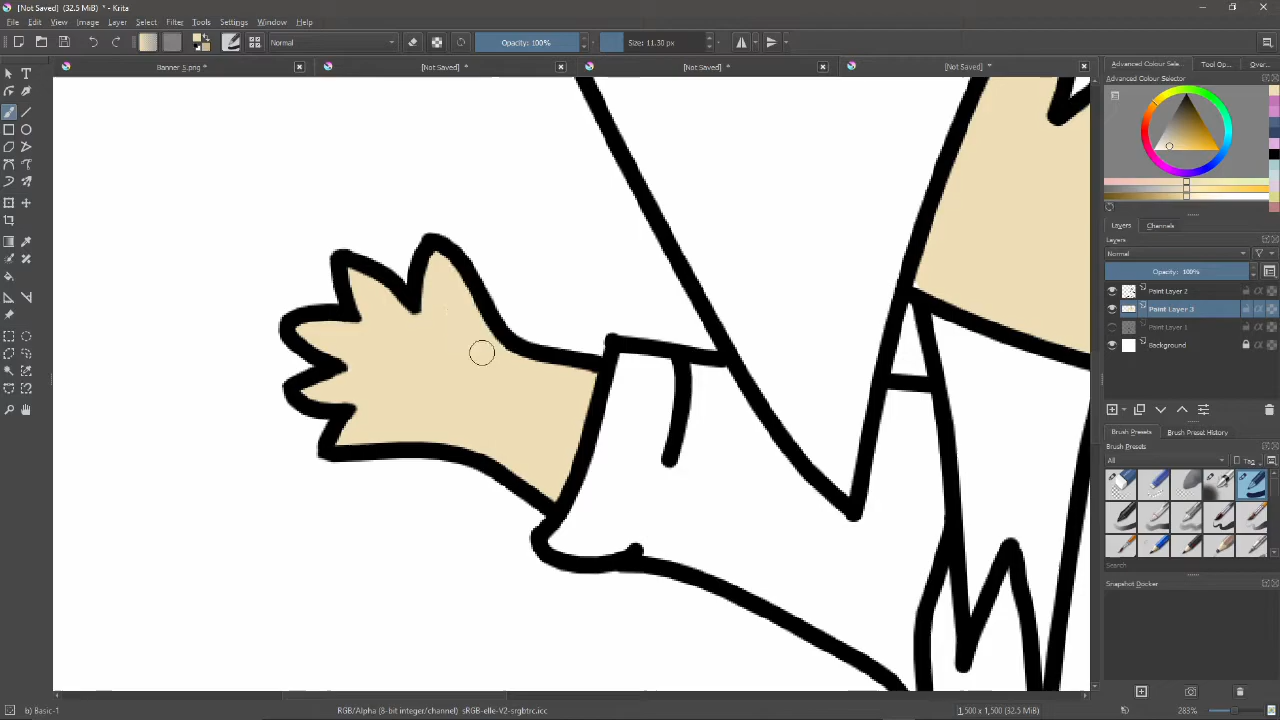 [Not Saved]  (32.5 MiB)  * - Krita
File Edit View Image Layer Select Filter Tools Settings Window Help
Normal Opacity: 100% Size: 11.30 px
Banner 5.png* [Not Saved] * [Not Saved] * [Not Saved] *
Advanced Colour Sele... Tool Op... Over...
Advanced Colour Selector
Layers Channels
Layers
Normal
Opacity: 100%
Paint Layer 2
Paint Layer 3
Paint Layer 1
Background
Brush Presets Brush Preset History
Brush Presets
All Tag
Search
Snapshot Docker
b) Basic-1 RGB/Alpha (8-bit integer/channel) sRGB-elle-V2-srgbtrc.icc 1,500 x 1,500 (32.5 MiB) 283%